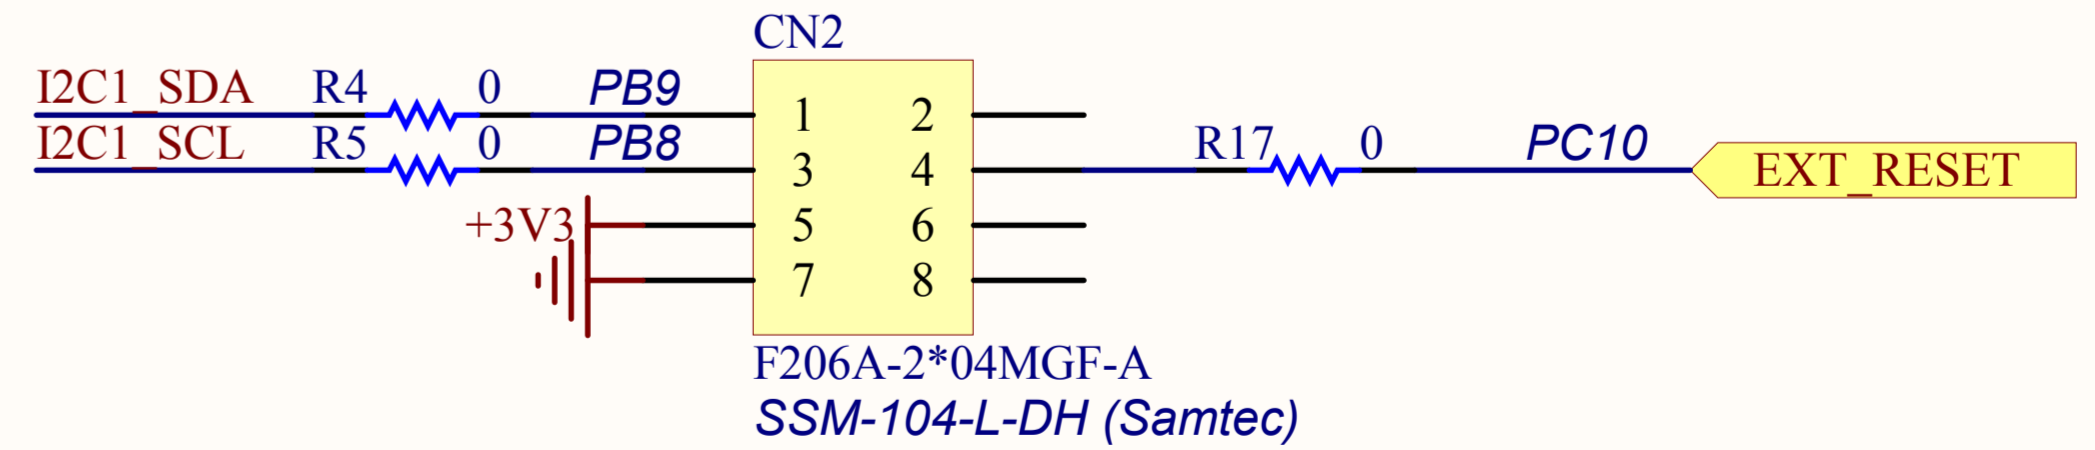 CN2
I2C1_SDA R4 0 PB9 1 2
I2C1_SCL R5 0 PB8 3 4 R17 0 PC10 EXT_RESET
+3V3 5 6
7 8
F206A-2*04MGF-A
SSM-104-L-DH (Samtec)